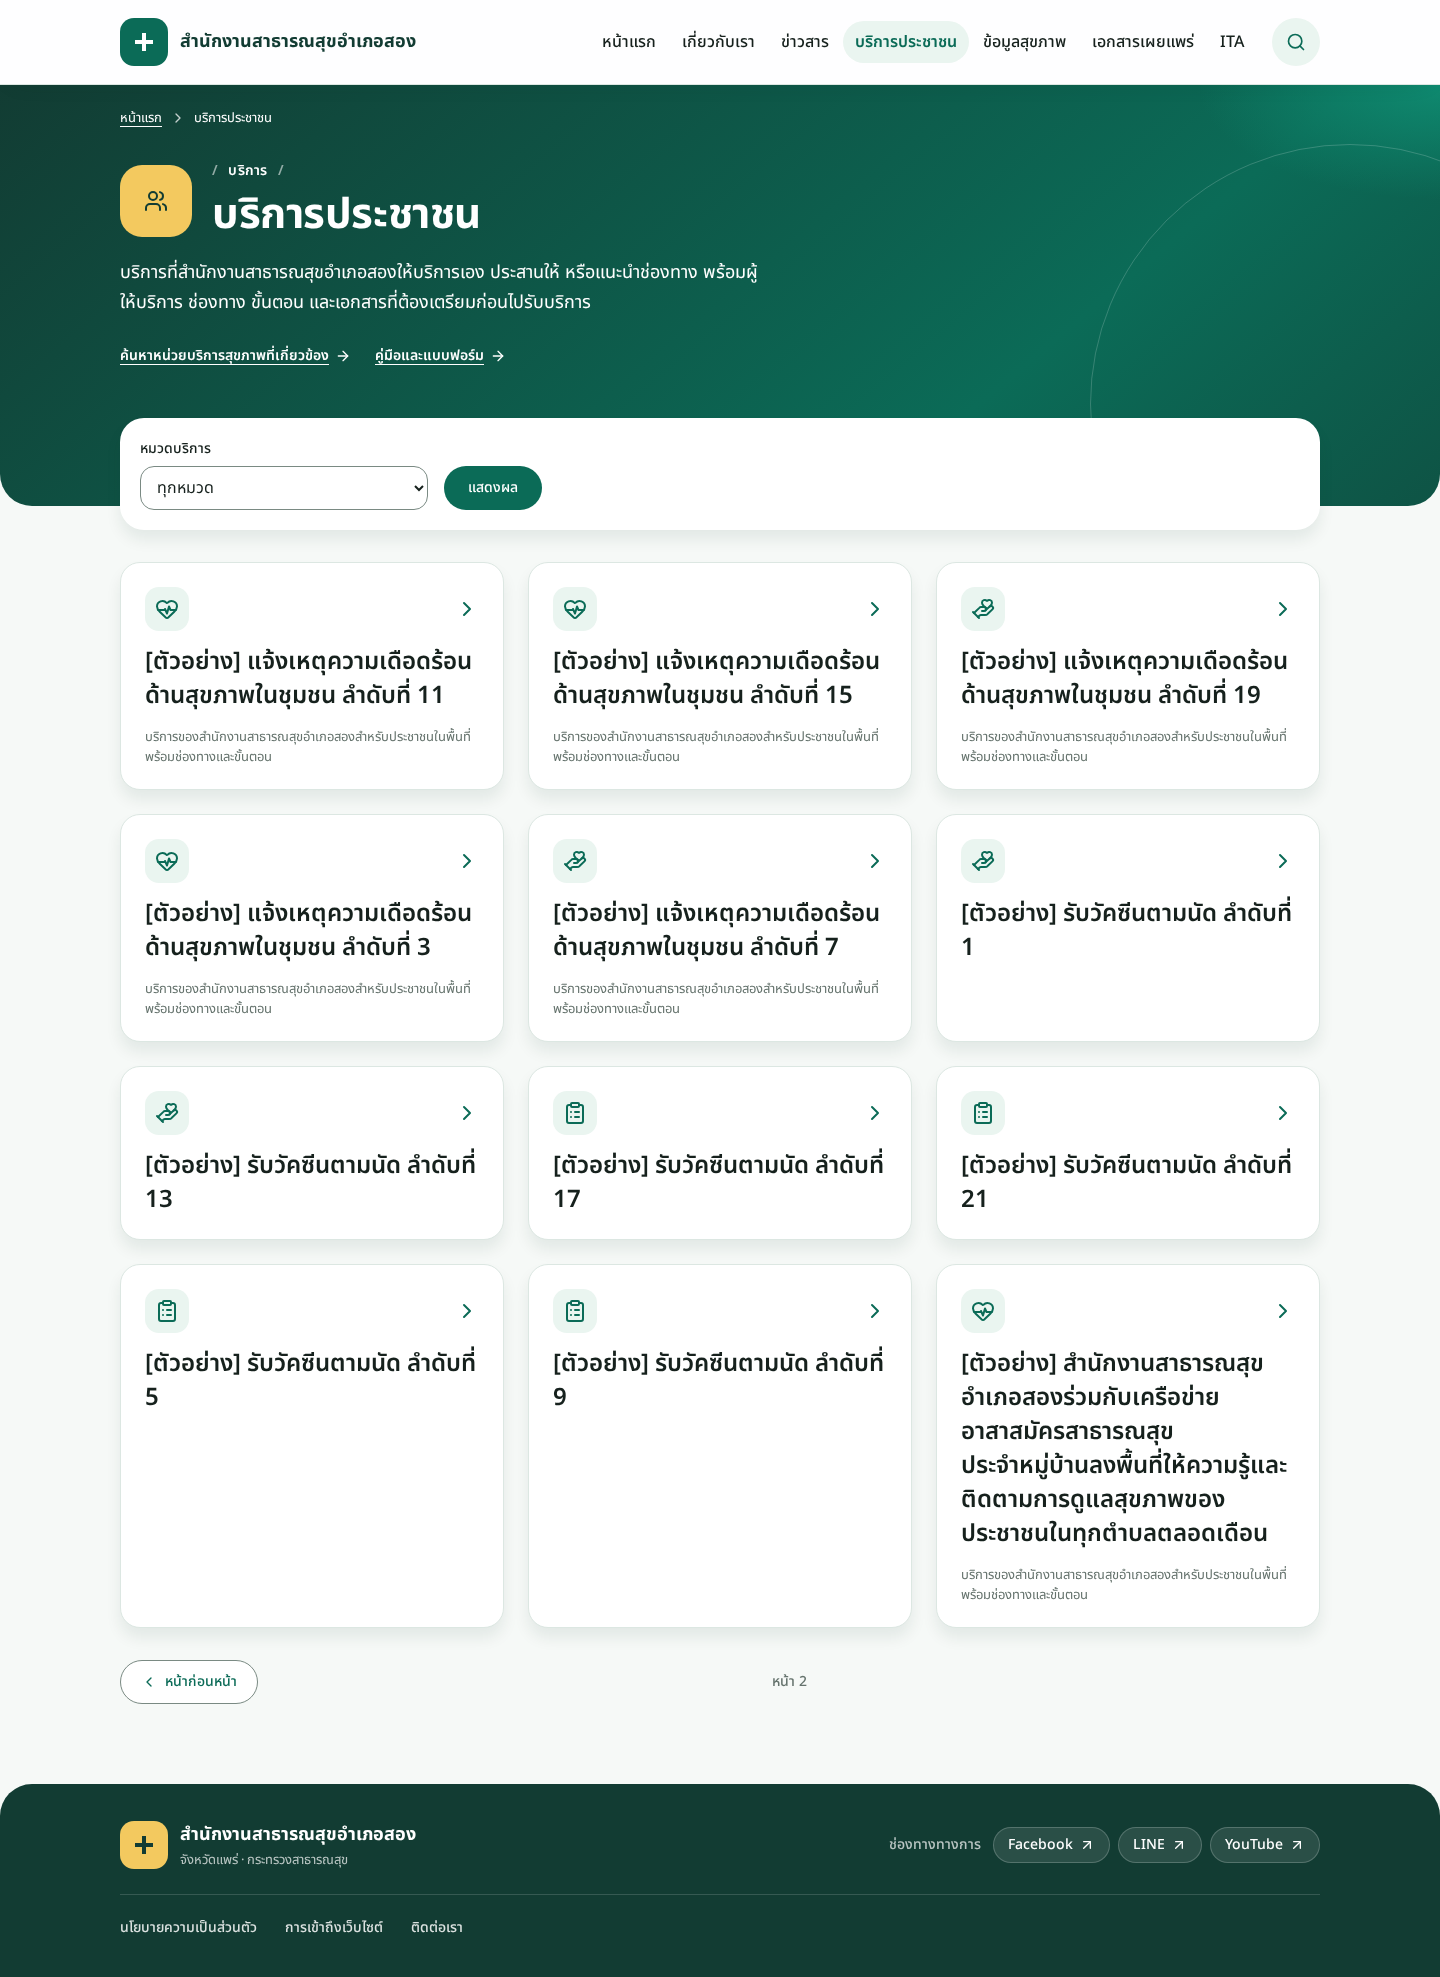 สำนักงานสาธารณสุขอำเภอสอง
หน้าแรก เกี่ยวกับเรา ข่าวสาร บริการประชาชน ข้อมูลสุขภาพ เอกสารเผยแพร่ ITA
หน้าแรก บริการประชาชน
/ บริการ /
บริการประชาชน
บริการที่สำนักงานสาธารณสุขอำเภอสองให้บริการเอง ประสานให้ หรือแนะนำช่องทาง พร้อมผู้
ให้บริการ ช่องทาง ขั้นตอน และเอกสารที่ต้องเตรียมก่อนไปรับบริการ
ค้นหาหน่วยบริการสุขภาพที่เกี่ยวข้อง คู่มือและแบบฟอร์ม
หมวดบริการ
ทุกหมวด แสดงผล
[ตัวอย่าง] แจ้งเหตุความเดือดร้อน
ด้านสุขภาพในชุมชน ลำดับที่ 11
บริการของสำนักงานสาธารณสุขอำเภอสองสำหรับประชาชนในพื้นที่
พร้อมช่องทางและขั้นตอน
[ตัวอย่าง] แจ้งเหตุความเดือดร้อน
ด้านสุขภาพในชุมชน ลำดับที่ 15
บริการของสำนักงานสาธารณสุขอำเภอสองสำหรับประชาชนในพื้นที่
พร้อมช่องทางและขั้นตอน
[ตัวอย่าง] แจ้งเหตุความเดือดร้อน
ด้านสุขภาพในชุมชน ลำดับที่ 19
บริการของสำนักงานสาธารณสุขอำเภอสองสำหรับประชาชนในพื้นที่
พร้อมช่องทางและขั้นตอน
[ตัวอย่าง] แจ้งเหตุความเดือดร้อน
ด้านสุขภาพในชุมชน ลำดับที่ 3
บริการของสำนักงานสาธารณสุขอำเภอสองสำหรับประชาชนในพื้นที่
พร้อมช่องทางและขั้นตอน
[ตัวอย่าง] แจ้งเหตุความเดือดร้อน
ด้านสุขภาพในชุมชน ลำดับที่ 7
บริการของสำนักงานสาธารณสุขอำเภอสองสำหรับประชาชนในพื้นที่
พร้อมช่องทางและขั้นตอน
[ตัวอย่าง] รับวัคซีนตามนัด ลำดับที่
1
[ตัวอย่าง] รับวัคซีนตามนัด ลำดับที่
13
[ตัวอย่าง] รับวัคซีนตามนัด ลำดับที่
17
[ตัวอย่าง] รับวัคซีนตามนัด ลำดับที่
21
[ตัวอย่าง] รับวัคซีนตามนัด ลำดับที่
5
[ตัวอย่าง] รับวัคซีนตามนัด ลำดับที่
9
[ตัวอย่าง] สำนักงานสาธารณสุข
อำเภอสองร่วมกับเครือข่าย
อาสาสมัครสาธารณสุข
ประจำหมู่บ้านลงพื้นที่ให้ความรู้และ
ติดตามการดูแลสุขภาพของ
ประชาชนในทุกตำบลตลอดเดือน
บริการของสำนักงานสาธารณสุขอำเภอสองสำหรับประชาชนในพื้นที่
พร้อมช่องทางและขั้นตอน
หน้าก่อนหน้า หน้า 2
สำนักงานสาธารณสุขอำเภอสอง
จังหวัดแพร่ · กระทรวงสาธารณสุข
ช่องทางทางการ Facebook LINE YouTube
นโยบายความเป็นส่วนตัว การเข้าถึงเว็บไซต์ ติดต่อเรา